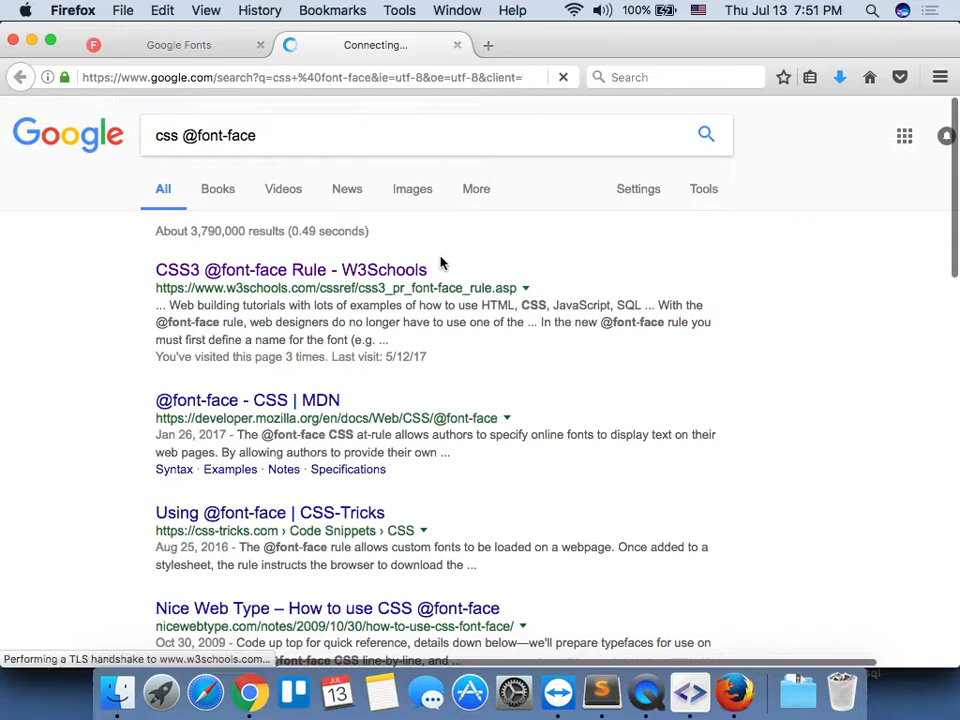 Firefox File Edit View History Bookmarks Tools Window Help 100% Thu Jul 13 7:51 PM
F Google Fonts Connecting...
https://www.google.com/search?q=css+%40font-face&ie=utf-8&oe=utf-8&client= Search
Google css @font-face
All Books Videos News Images More Settings Tools
About 3,790,000 results (0.49 seconds)
CSS3 @font-face Rule - W3Schools
https://www.w3schools.com/cssref/css3_pr_font-face_rule.asp
... Web building tutorials with lots of examples of how to use HTML, CSS, JavaScript, SQL ... With the
@font-face rule, web designers do no longer have to use one of the ... In the new @font-face rule you
must first define a name for the font (e.g. ...
You've visited this page 3 times. Last visit: 5/12/17
@font-face - CSS | MDN
https://developer.mozilla.org/en/docs/Web/CSS/@font-face
Jan 26, 2017 - The @font-face CSS at-rule allows authors to specify online fonts to display text on their
web pages. By allowing authors to provide their own ...
Syntax · Examples · Notes · Specifications
Using @font-face | CSS-Tricks
https://css-tricks.com › Code Snippets › CSS
Aug 25, 2016 - The @font-face rule allows custom fonts to be loaded on a webpage. Once added to a
stylesheet, the rule instructs the browser to download the ...
Nice Web Type – How to use CSS @font-face
nicewebtype.com/notes/2009/10/30/how-to-use-css-font-face/
Oct 30, 2009 - Code up top for quick reference, details down below—we'll prepare typefaces for use on
Performing a TLS handshake to www.w3schools.com... font-face CSS line-by-line, and ...
JUL
13